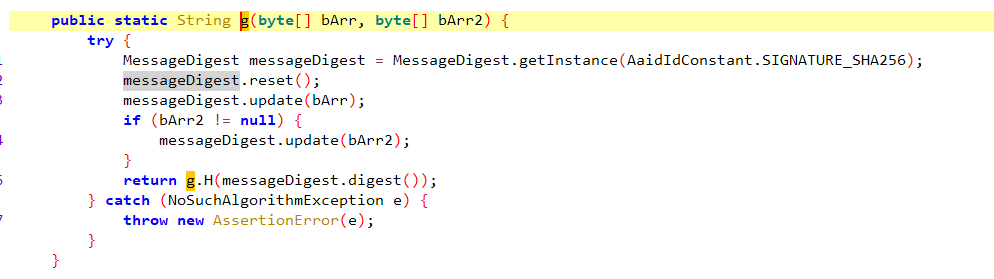 public static String g(byte[] bArr, byte[] bArr2) {
try {
MessageDigest messageDigest = MessageDigest.getInstance(AaidIdConstant.SIGNATURE_SHA256);
messageDigest.reset();
messageDigest.update(bArr);
if (bArr2 != null) {
messageDigest.update(bArr2);
}
return g.H(messageDigest.digest());
} catch (NoSuchAlgorithmException e) {
throw new AssertionError(e);
}
}